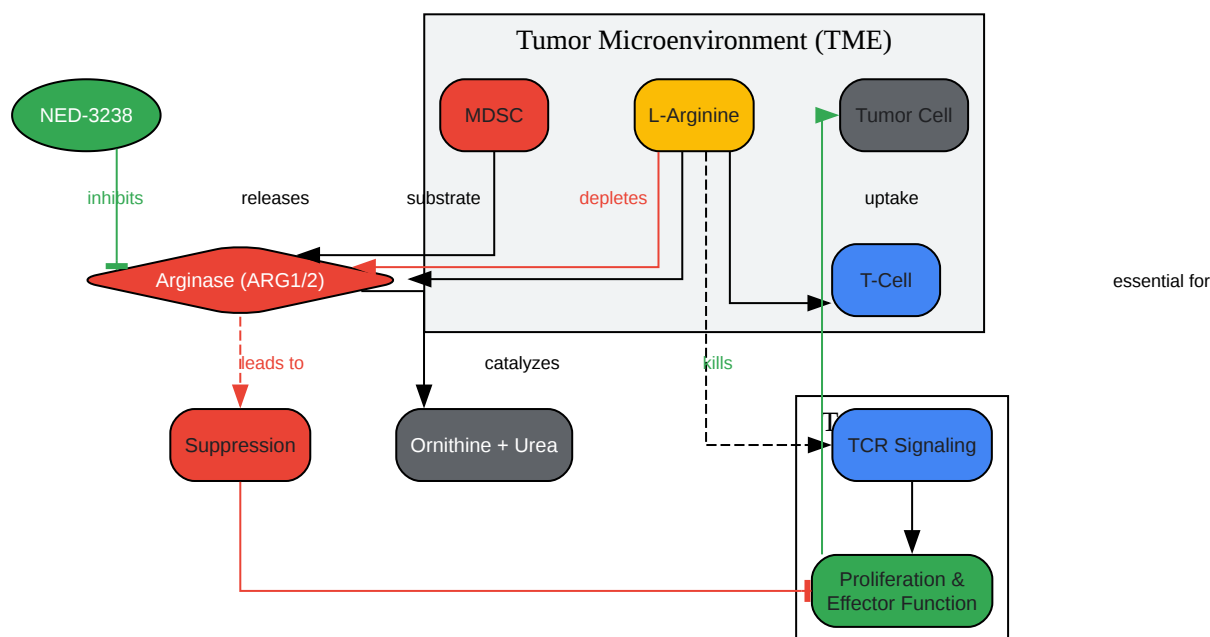 Tumor Microenvironment (TME)
NED-3238
MDSC
L-Arginine
Tumor Cell
inhibits
releases
substrate
depletes
uptake
Arginase (ARG1/2)
T-Cell
essential for
leads to
catalyzes
kills
T
Suppression
Ornithine + Urea
TCR Signaling
Proliferation &
Effector Function